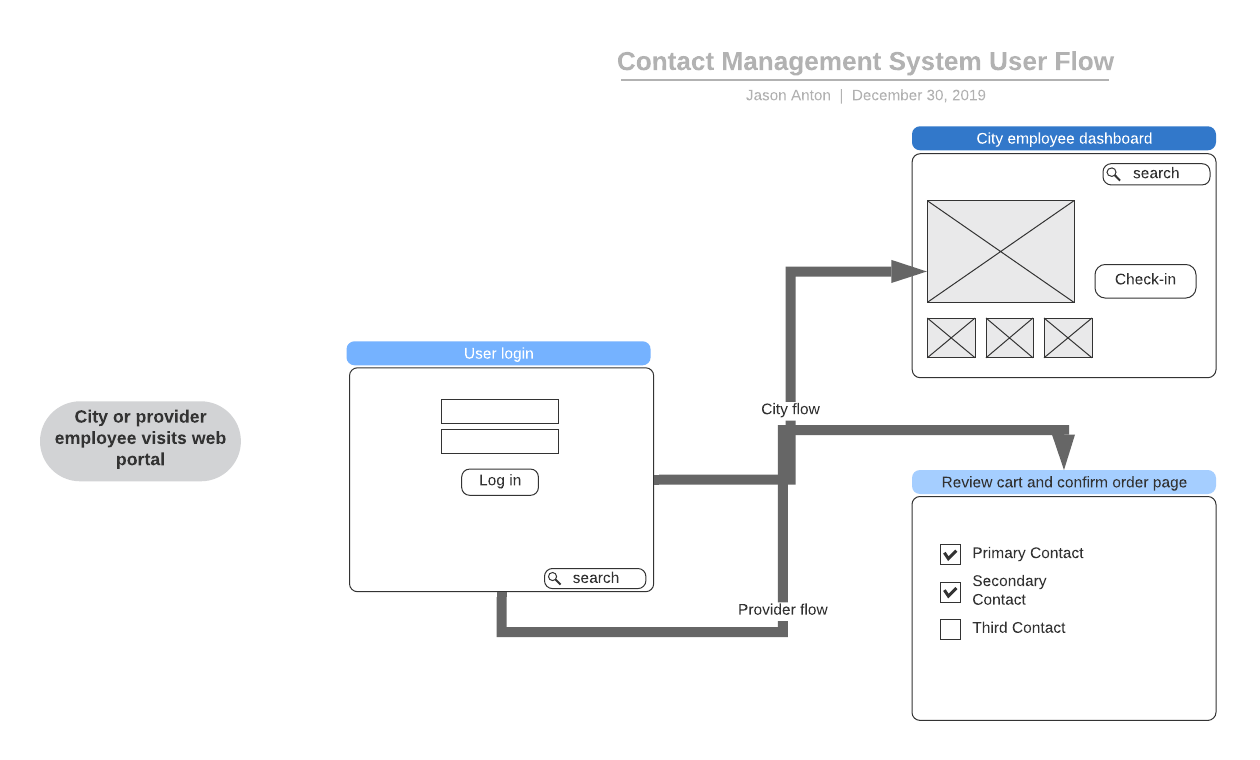 Contact Management System User Flow
Jason Anton | December 30, 2019
City employee dashboard
search
Check-in
User login
Log in
search
City or provider
employee visits web
portal
City flow
Provider flow
Review cart and confirm order page
Primary Contact
Secondary
Contact
Third Contact